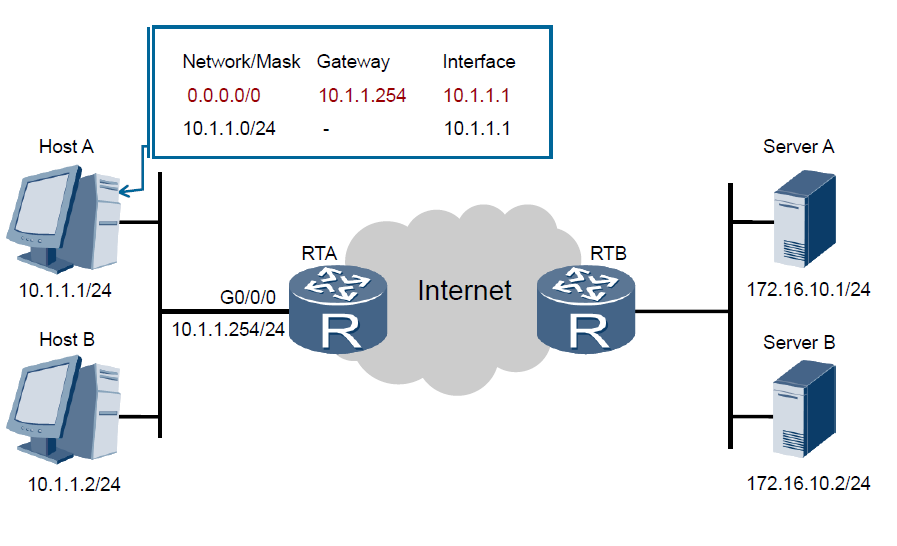 Network/Mask Gateway Interface
0.0.0.0/0 10.1.1.254 10.1.1.1
10.1.1.0/24 - 10.1.1.1
Host A
Server A
RTA
RTB
10.1.1.1/24
G0/0/0
Internet
R
R
172.16.10.1/24
10.1.1.254/24
Host B
Server B
10.1.1.2/24
172.16.10.2/24